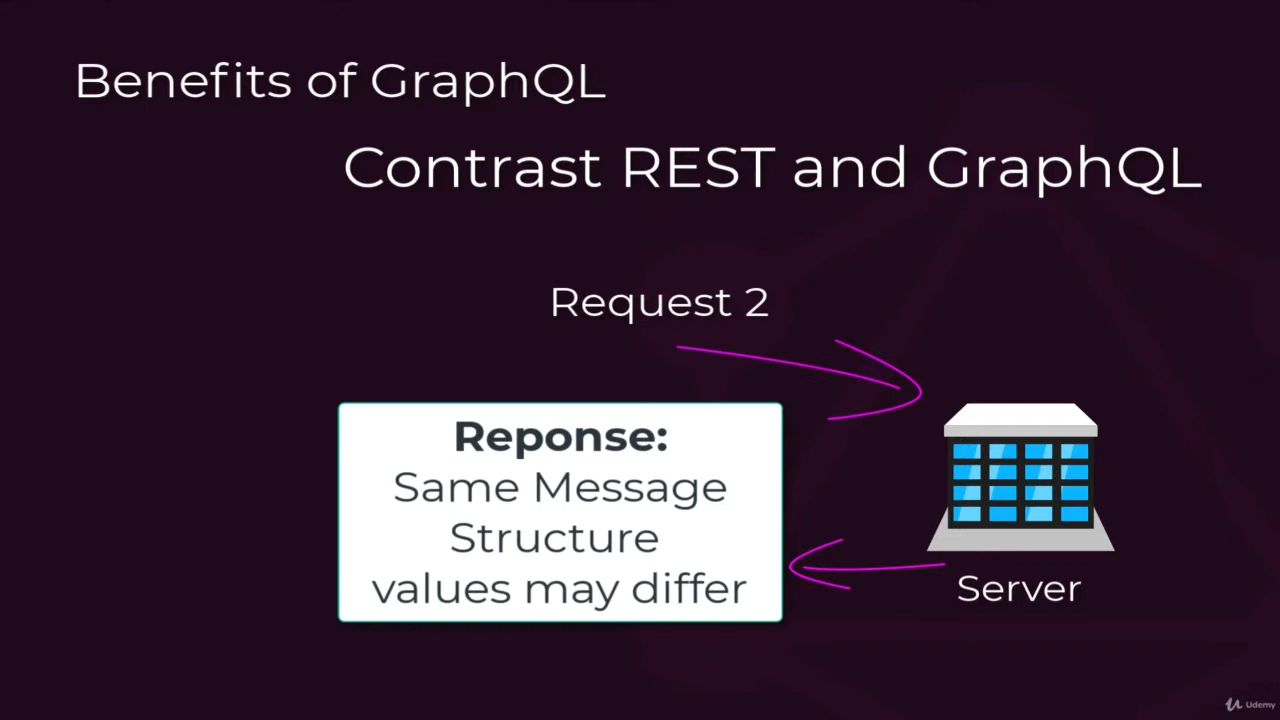 Benefits of GraphQL
Contrast REST and GraphQL
Request 2
Reponse:
Same Message
Structure
values may differ
Server
Udemy